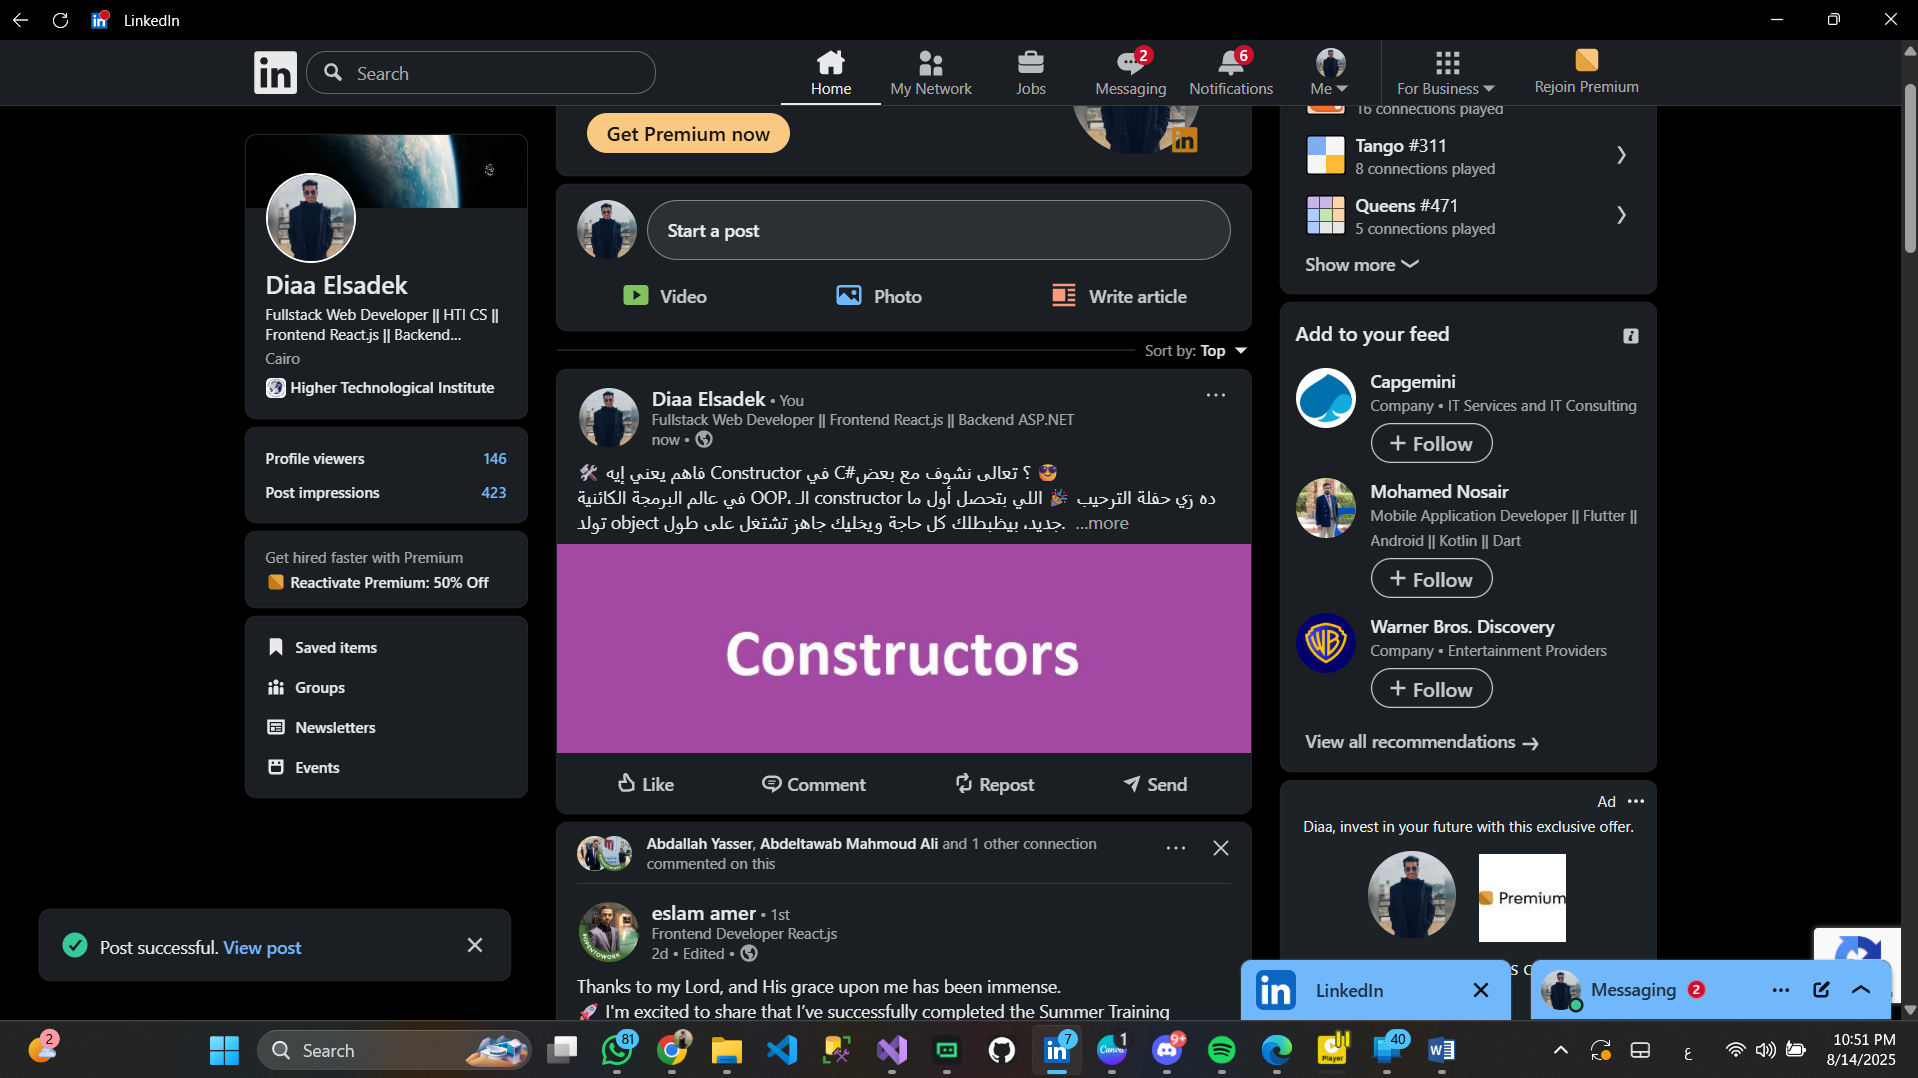 LinkedIn
in
Search
Home
My Network
Jobs
2
Messaging
6
Notifications
Me
For Business
Rejoin Premium
Diaa Elsadek
Fullstack Web Developer || HTI CS ||
Frontend React.js || Backend...
Cairo
Higher Technological Institute
Profile viewers 146
Post impressions 423
Get hired faster with Premium
Reactivate Premium: 50% Off
Saved items
Groups
Newsletters
Events
Get Premium now
in
Start a post
Video
Photo
Write article
Sort by: Top
Diaa Elsadek • You
Fullstack Web Developer || Frontend React.js || Backend ASP.NET
now •
🛠️ فاهم يعني إيه Constructor في C#؟ تعالى نشوف مع بعض 😎
في عالم البرمجة الكائنية OOP، الـ constructor ده زي حفلة الترحيب 🎉 اللي بتحصل أول ما
تولد object جديد، بيظبطلك كل حاجة ويخليك جاهز تشتغل على طول. ...more
Constructors
Like
Comment
Repost
Send
Abdallah Yasser, Abdeltawab Mahmoud Ali and 1 other connection
commented on this
eslam amer • 1st
Frontend Developer React.js
2d • Edited •
Thanks to my Lord, and His grace upon me has been immense.
🚀 I'm excited to share that I've successfully completed the Summer Training
16 connections played
Tango #311
8 connections played
Queens #471
5 connections played
Show more
Add to your feed
Capgemini
Company • IT Services and IT Consulting
+ Follow
Mohamed Nosair
Mobile Application Developer || Flutter ||
Android || Kotlin || Dart
+ Follow
WB
Warner Bros. Discovery
Company • Entertainment Providers
+ Follow
View all recommendations →
Ad
Diaa, invest in your future with this exclusive offer.
Premium
Post successful. View post
in LinkedIn
Messaging 2
2
Search
81
in 7
Canva 1
9+
Player
40
W
ع
10:51 PM
8/14/2025